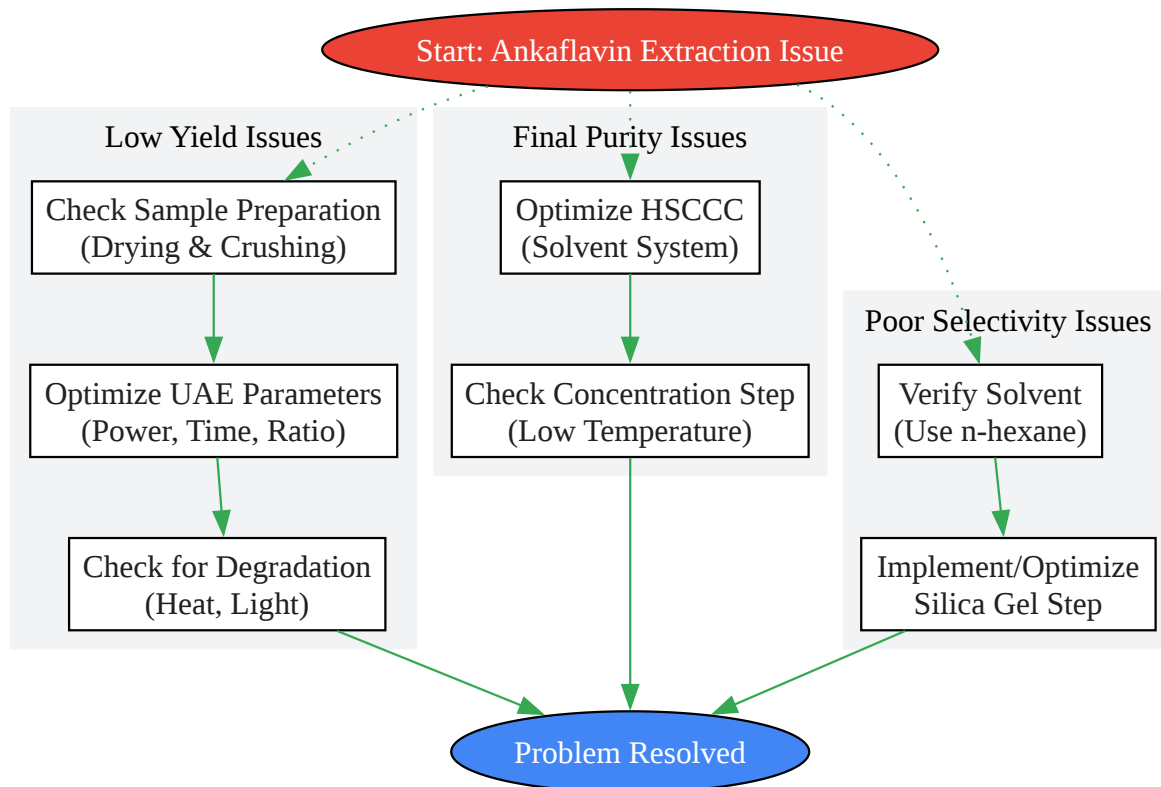 Start: Ankaflavin Extraction Issue
Low Yield Issues
Check Sample Preparation
(Drying & Crushing)
Optimize UAE Parameters
(Power, Time, Ratio)
Check for Degradation
(Heat, Light)
Final Purity Issues
Optimize HSCCC
(Solvent System)
Check Concentration Step
(Low Temperature)
Poor Selectivity Issues
Verify Solvent
(Use n-hexane)
Implement/Optimize
Silica Gel Step
Problem Resolved